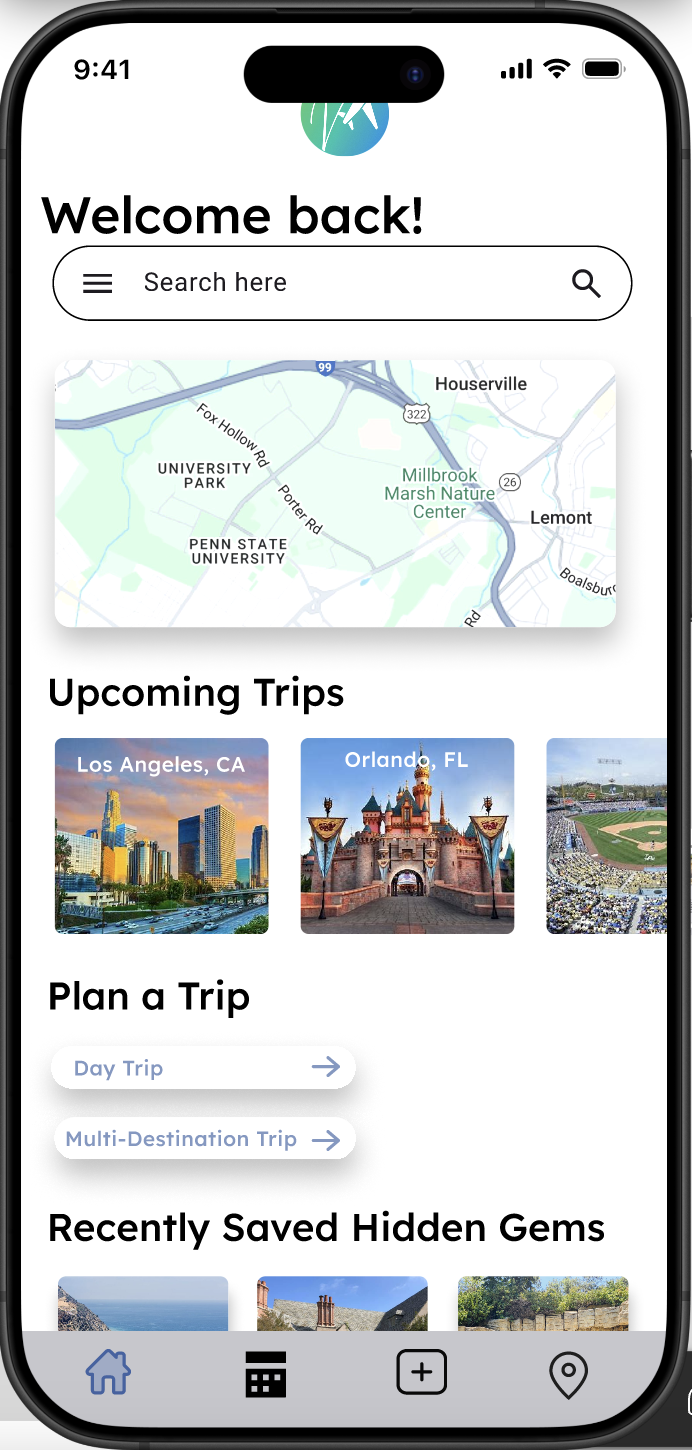 9:41
Welcome back!
Search here
99
Houserville
322
Fox Hollow Rd
UNIVERSITY
PARK
Millbrook
Marsh Nature
Center
26
Porter Rd
Lemont
PENN STATE
UNIVERSITY
Boalsbur
Rd
Upcoming Trips
Los Angeles, CA
Orlando, FL
Plan a Trip
Day Trip
Multi-Destination Trip
Recently Saved Hidden Gems